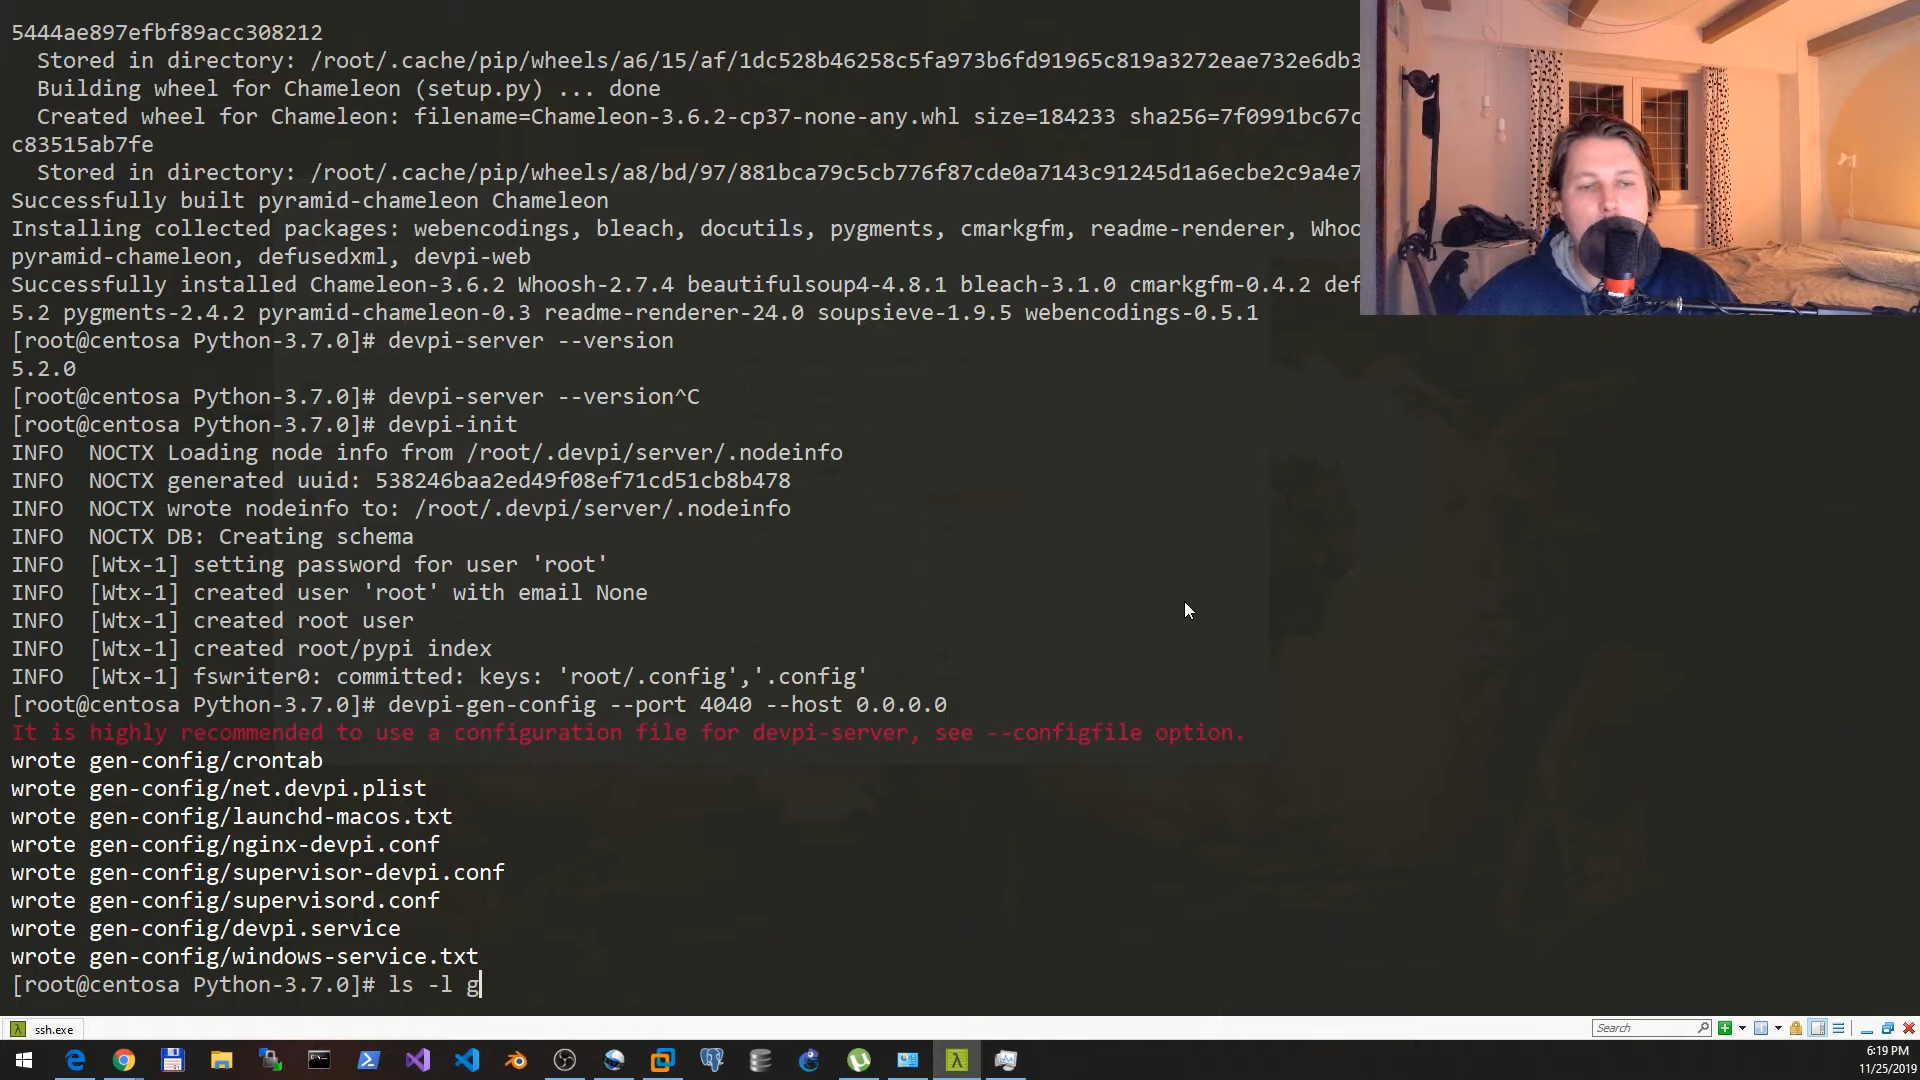 5444ae897efbf89acc308212
Stored in directory: /root/.cache/pip/wheels/a6/15/af/1dc528b46258c5fa973b6fd91965c819a3272eae732e6db3
Building wheel for Chameleon (setup.py) ... done
Created wheel for Chameleon: filename=Chameleon-3.6.2-cp37-none-any.whl size=184233 sha256=7f0991bc67c
c83515ab7fe
Stored in directory: /root/.cache/pip/wheels/a8/bd/97/881bca79c5cb776f87cde0a7143c91245d1a6ecbe2c9a4e7
Successfully built pyramid-chameleon Chameleon
Installing collected packages: webencodings, bleach, docutils, pygments, cmarkgfm, readme-renderer, Whoo
pyramid-chameleon, defusedxml, devpi-web
Successfully installed Chameleon-3.6.2 Whoosh-2.7.4 beautifulsoup4-4.8.1 bleach-3.1.0 cmarkgfm-0.4.2 def
5.2 pygments-2.4.2 pyramid-chameleon-0.3 readme-renderer-24.0 soupsieve-1.9.5 webencodings-0.5.1
[root@centosa Python-3.7.0]# devpi-server --version
5.2.0
[root@centosa Python-3.7.0]# devpi-server --version^C
[root@centosa Python-3.7.0]# devpi-init
INFO  NOCTX Loading node info from /root/.devpi/server/.nodeinfo
INFO  NOCTX generated uuid: 538246baa2ed49f08ef71cd51cb8b478
INFO  NOCTX wrote nodeinfo to: /root/.devpi/server/.nodeinfo
INFO  NOCTX DB: Creating schema
INFO  [Wtx-1] setting password for user 'root'
INFO  [Wtx-1] created user 'root' with email None
INFO  [Wtx-1] created root user
INFO  [Wtx-1] created root/pypi index
INFO  [Wtx-1] fswriter0: committed: keys: 'root/.config','.config'
[root@centosa Python-3.7.0]# devpi-gen-config --port 4040 --host 0.0.0.0
It is highly recommended to use a configuration file for devpi-server, see --configfile option.
wrote gen-config/crontab
wrote gen-config/net.devpi.plist
wrote gen-config/launchd-macos.txt
wrote gen-config/nginx-devpi.conf
wrote gen-config/supervisor-devpi.conf
wrote gen-config/supervisord.conf
wrote gen-config/devpi.service
wrote gen-config/windows-service.txt
[root@centosa Python-3.7.0]# ls -l g
ssh.exe
Search
6:19 PM
11/25/2019